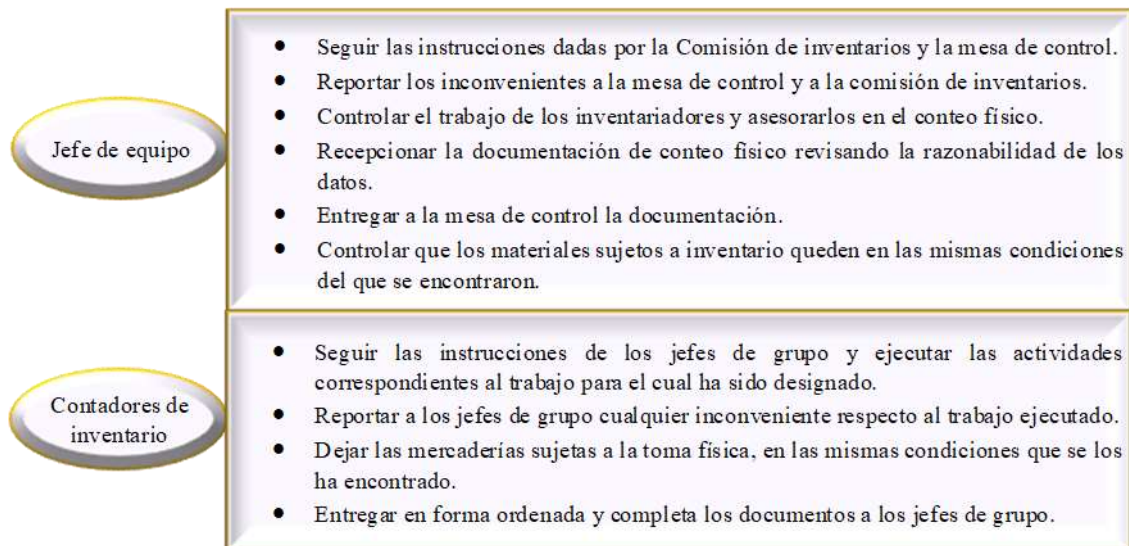 Jefe de equipo
• Seguir las instrucciones dadas por la Comisión de inventarios y la mesa de control.
• Reportar los inconvenientes a la mesa de control y a la comisión de inventarios.
• Controlar el trabajo de los inventariadores y asesorarlos en el conteo físico.
• Recepcionar la documentación de conteo físico revisando la razonabilidad de los
datos.
• Entregar a la mesa de control la documentación.
• Controlar que los materiales sujetos a inventario queden en las mismas condiciones
del que se encontraron.
Contadores de
inventario
• Seguir las instrucciones de los jefes de grupo y ejecutar las actividades
correspondientes al trabajo para el cual ha sido designado.
• Reportar a los jefes de grupo cualquier inconveniente respecto al trabajo ejecutado.
• Dejar las mercaderías sujetas a la toma física, en las mismas condiciones que se los
ha encontrado.
• Entregar en forma ordenada y completa los documentos a los jefes de grupo.